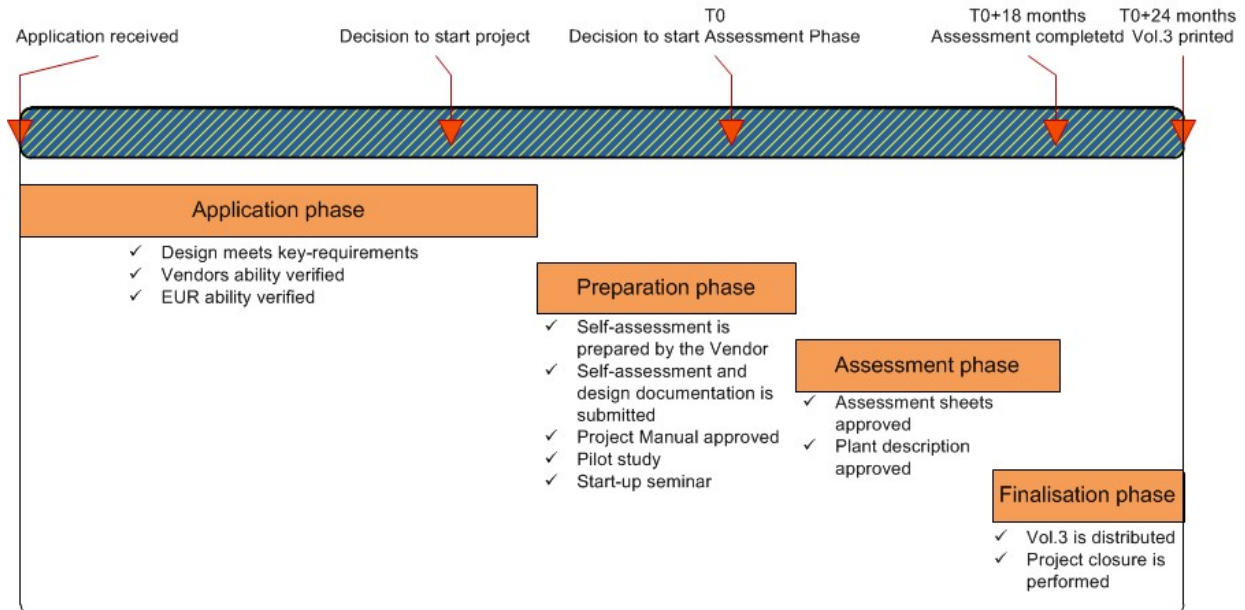 Application received
Decision to start project
T0
Decision to start Assessment Phase
T0+18 months
Assessment completetd
T0+24 months
Vol.3 printed
Application phase
✓ Design meets key-requirements
✓ Vendors ability verified
✓ EUR ability verified
Preparation phase
✓ Self-assessment is
prepared by the Vendor
✓ Self-assessment and
design documentation is
submitted
✓ Project Manual approved
✓ Pilot study
✓ Start-up seminar
Assessment phase
✓ Assessment sheets
approved
✓ Plant description
approved
Finalisation phase
✓ Vol.3 is distributed
✓ Project closure is
performed